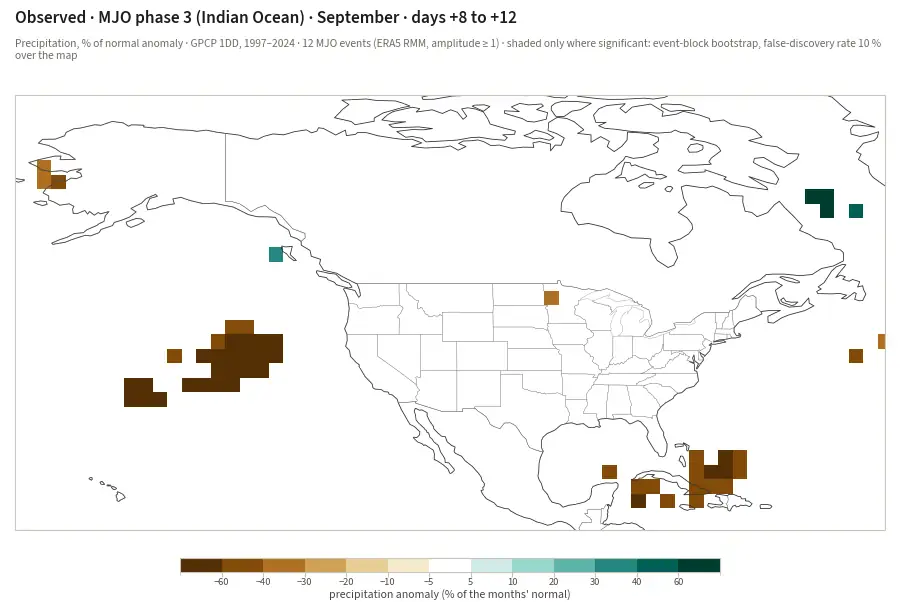 Observed · MJO phase 3 (Indian Ocean) · September · days +8 to +12
Precipitation, % of normal anomaly · GPCP 1DD, 1997–2024 · 12 MJO events (ERA5 RMM, amplitude ≥ 1) · shaded only where significant: event-block bootstrap, false-discovery rate 10 %
over the map
−60 −40 −30 −20 −10 −5 5 10 20 30 40 60
precipitation anomaly (% of the months' normal)